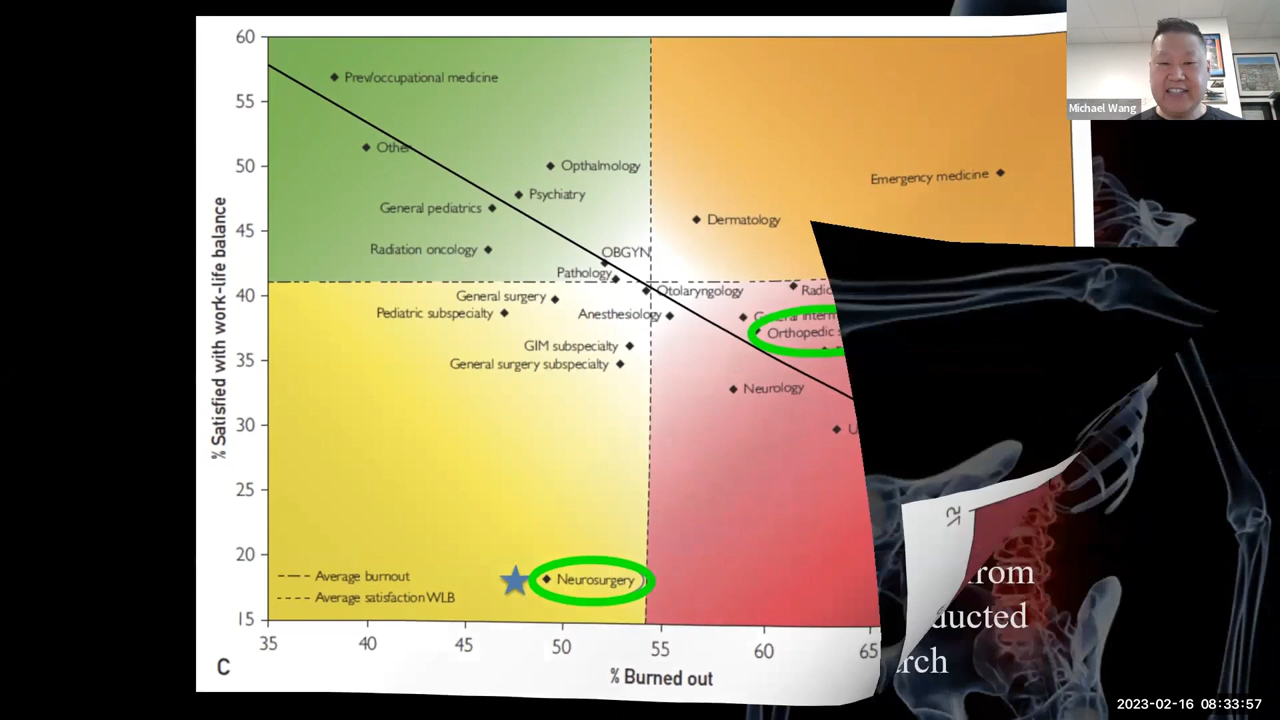 60
Michael Wang
Prev/occupational medicine
55
Other
50
Opthalmology
Emergency medicine
Psychiatry
General pediatrics
Dermatology
45
Radiation oncology
OBGYN
Pathology
% Satisfied with work-life balance
40
Otolaryngology
General surgery
Pediatric subspecialty
Anesthesiology
Orthopedic
GIM subspecialty
35
General surgery subspecialty
Neurology
30
25
20
Average burnout
Neurosurgery
Average satisfaction WLB
15
35
40
45
50
55
60
65
% Burned out
C
2023-02-16 08:33:57